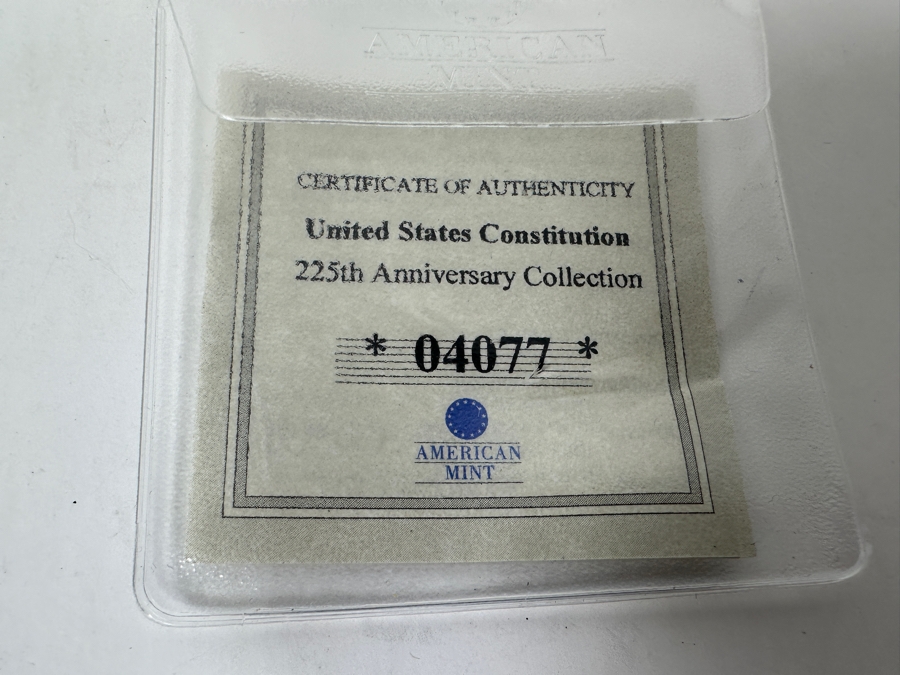 AMERICAN
CERTIFICATE OF AUTHENTICITY
United States Constitution
225th Anniversary Collection
* 04077 *
AMERICAN
MINT